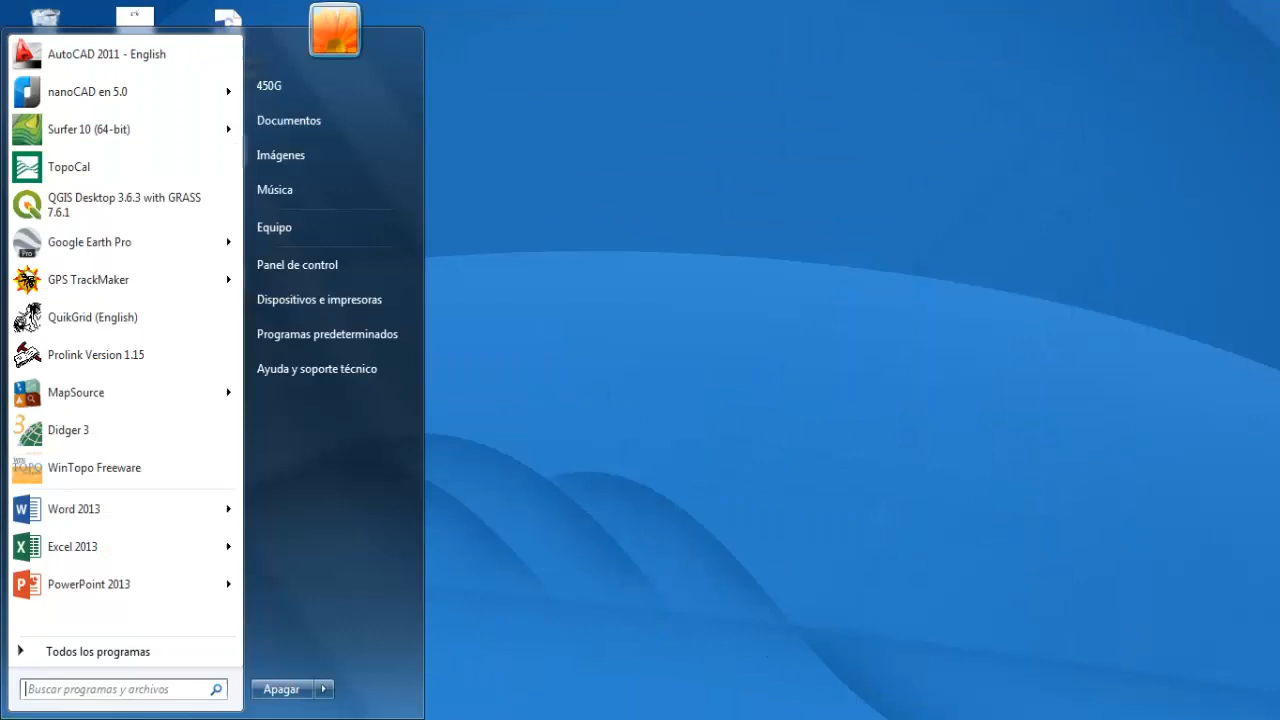 AutoCAD 2011 - English
nanoCAD en 5.0
Surfer 10 (64-bit)
TopoCal
QGIS Desktop 3.6.3 with GRASS
7.6.1
Google Earth Pro
Pro
GPS TrackMaker
QuikGrid (English)
Prolink Version 1.15
MapSource
Didger 3
WinTopo Freeware
Word 2013
Excel 2013
PowerPoint 2013
Todos los programas
Buscar programas y archivos
450G
Documentos
Imágenes
Música
Equipo
Panel de control
Dispositivos e impresoras
Programas predeterminados
Ayuda y soporte técnico
Apagar